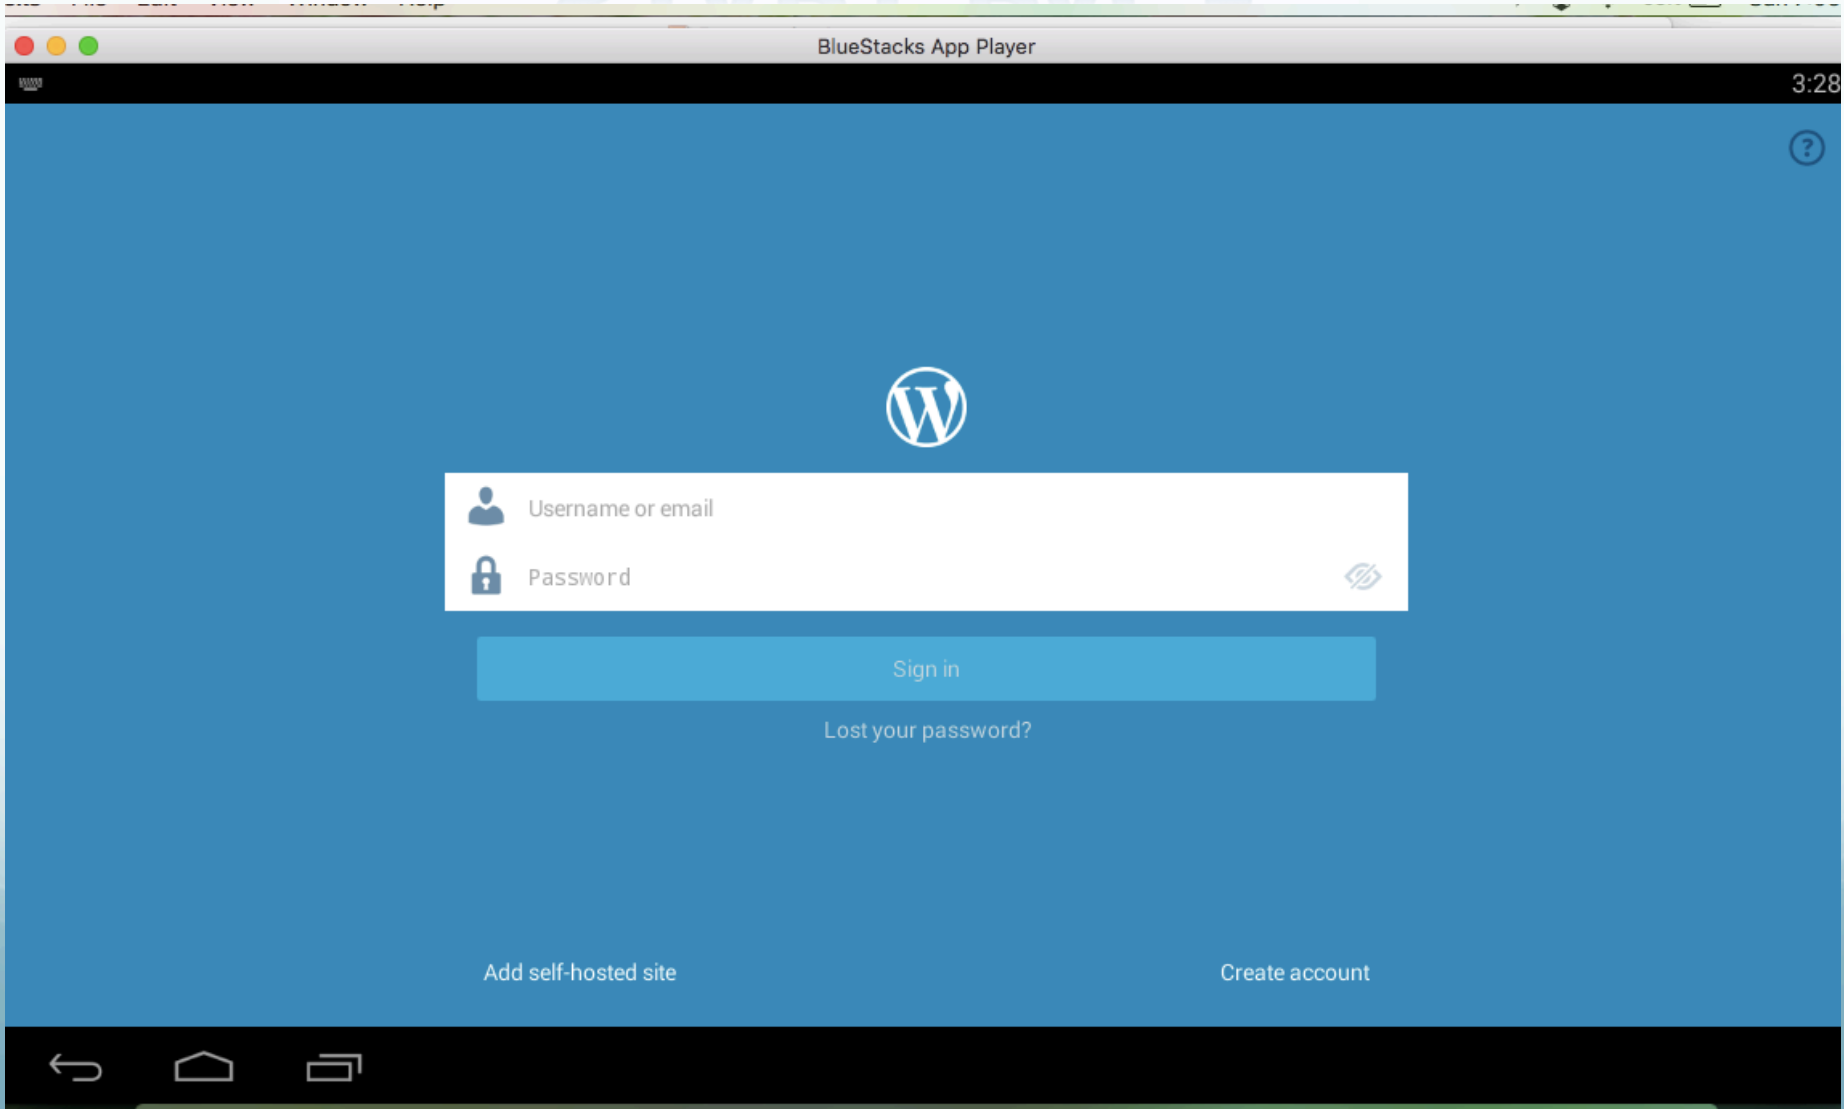 BlueStacks App Player
3:28
?
W
Username or email
Password
Sign in
Lost your password?
Add self-hosted site
Create account